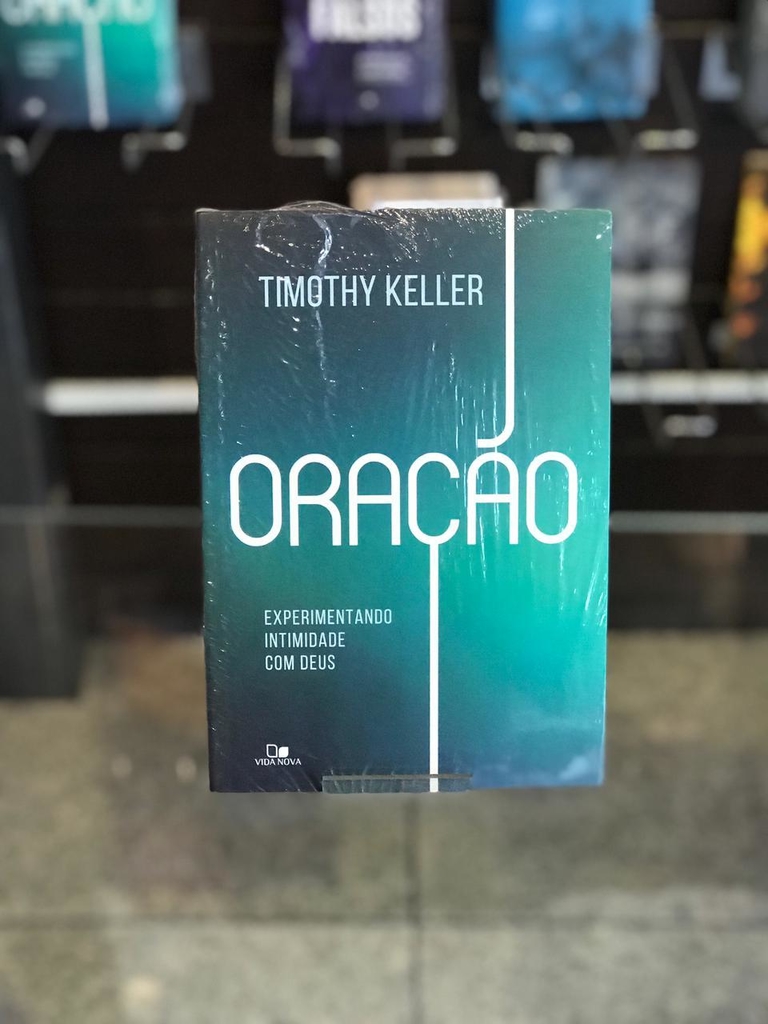 TIMOTHY KELLER
ORAÇÃO
EXPERIMENTANDO
INTIMIDADE
COM DEUS
VIDA NOVA